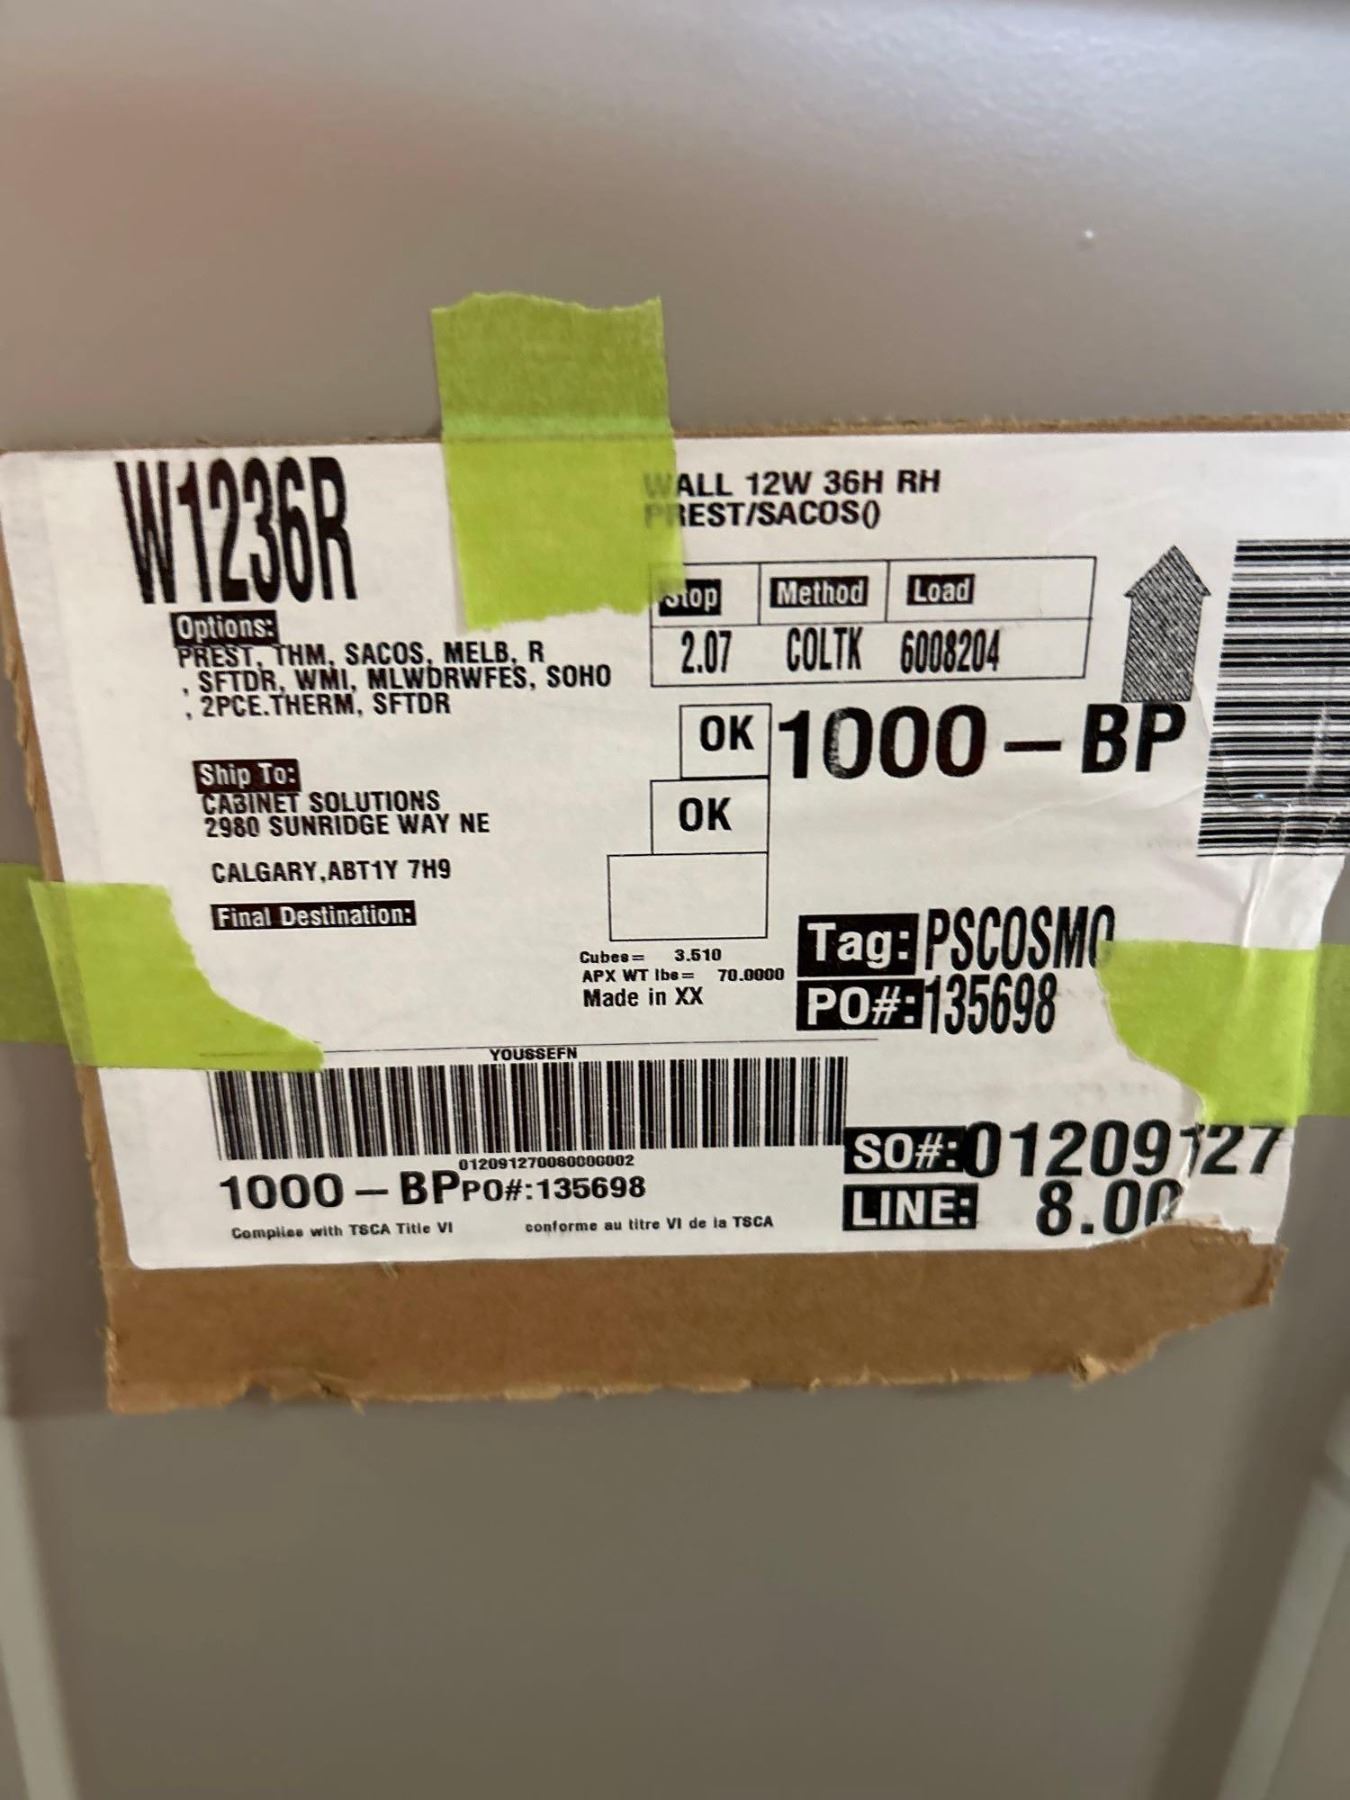 W1236R
WALL 12W 36H RH
PREST/SACOS()
Stop Method Load
2.07 COLTK 6008204
Options:
PREST, THM, SACOS, MELB, R
, SFTDR, WMI, MLWDRWFES, SOHO
, 2PCE.THERM, SFTDR
OK 1000-BP
OK
Ship To:
CABINET SOLUTIONS
2980 SUNRIDGE WAY NE
CALGARY,ABT1Y 7H9
Final Destination:
Cubes= 3.510
APX WT lbs= 70.0000
Made in XX
Tag: PSCOSMO
PO#: 135698
YOUSSEFN
012091270080000002
1000-BP PO#:135698
Complies with TSCA Title VI conforme au titre VI de la TSCA
SO#: 01209127
LINE: 8.00